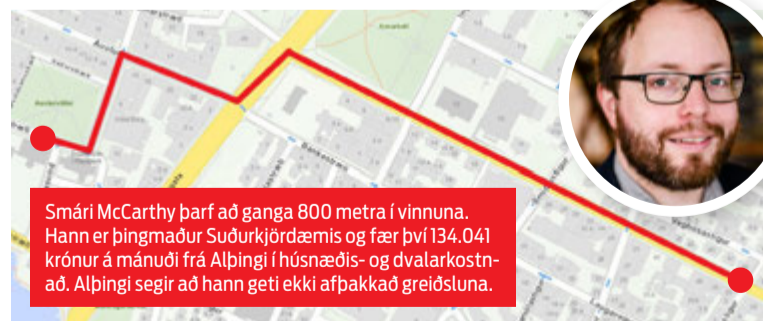 Bankastræti
Smári McCarthy þarf að ganga 800 metra í vinnuna.
Hann er þingmaður Suðurkjördæmis og fær því 134.041
krónur á mánuði frá Alþingi í húsnæðis- og dvalarkostn-
að. Alþingi segir að hann geti ekki afþakkað greiðsluna.